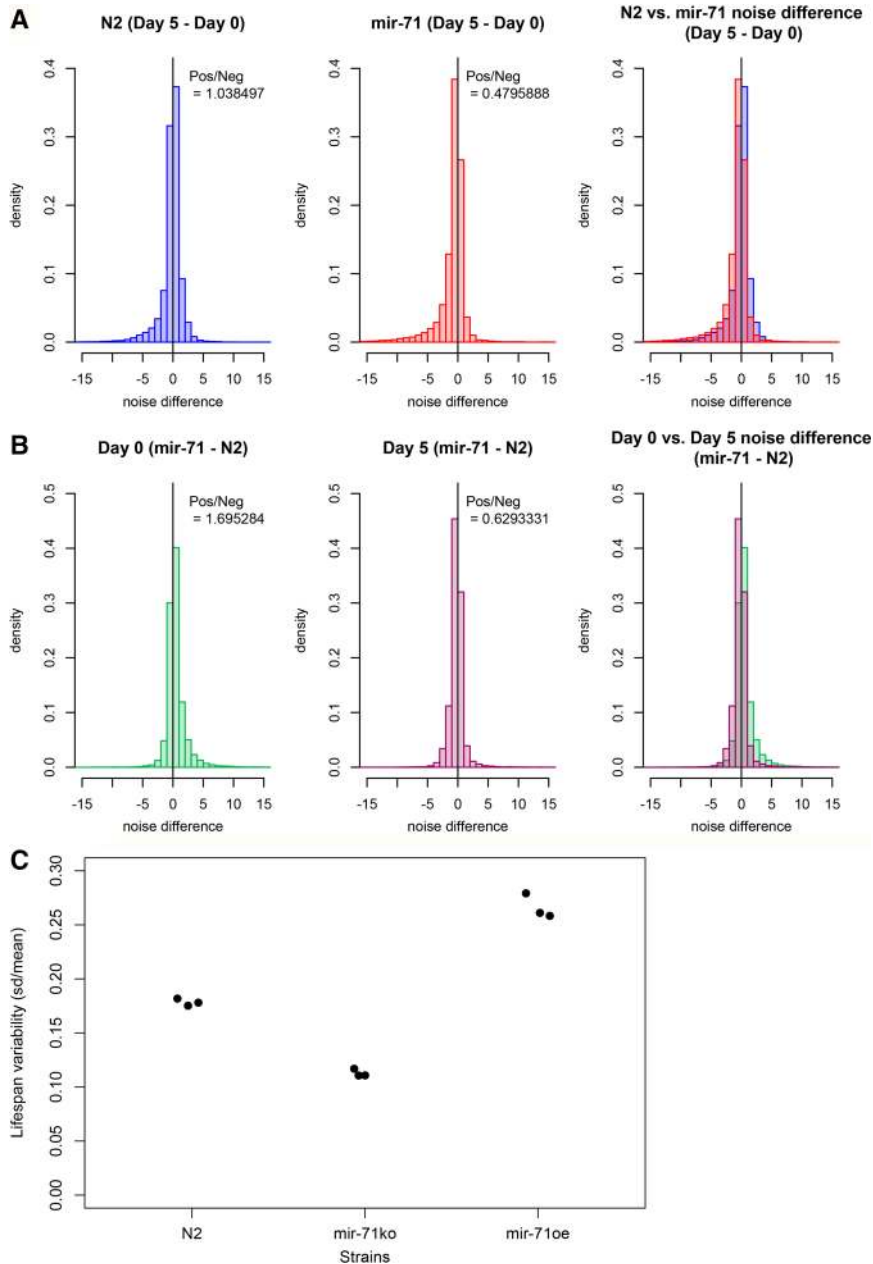 A
N2 (Day 5 - Day 0)
Pos/Neg
= 1.038497
density
0.0
0.1
0.2
0.3
0.4
-15
-5
0
5
10
15
noise difference
mir-71 (Day 5 - Day 0)
Pos/Neg
= 0.4795888
density
0.0
0.1
0.2
0.3
0.4
-15
-5
0
5
10
15
noise difference
N2 vs. mir-71 noise difference
(Day 5 - Day 0)
density
0.0
0.1
0.2
0.3
0.4
-15
-5
0
5
10
15
noise difference
B
Day 0 (mir-71 - N2)
Pos/Neg
= 1.695284
density
0.0
0.1
0.2
0.3
0.4
0.5
-15
-5
0
5
10
15
noise difference
Day 5 (mir-71 - N2)
Pos/Neg
= 0.6293331
density
0.0
0.1
0.2
0.3
0.4
0.5
-15
-5
0
5
10
15
noise difference
Day 0 vs. Day 5 noise difference
(mir-71 - N2)
density
0.0
0.1
0.2
0.3
0.4
0.5
-15
-5
0
5
10
15
noise difference
C
Lifespan variability (sd/mean)
0.30
0.25
0.20
0.15
0.10
0.05
0.00
N2
mir-71ko
mir-71oe
Strains